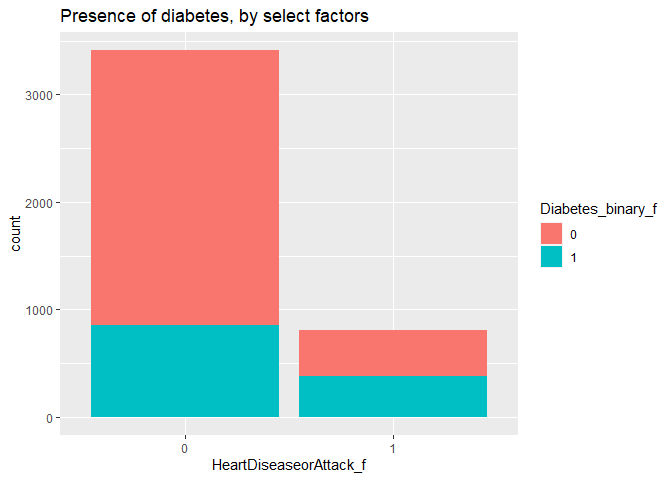 Presence of diabetes, by select factors
3000
2000
1000
0
count
0
1
HeartDiseaseorAttack_f
Diabetes_binary_f
0
1